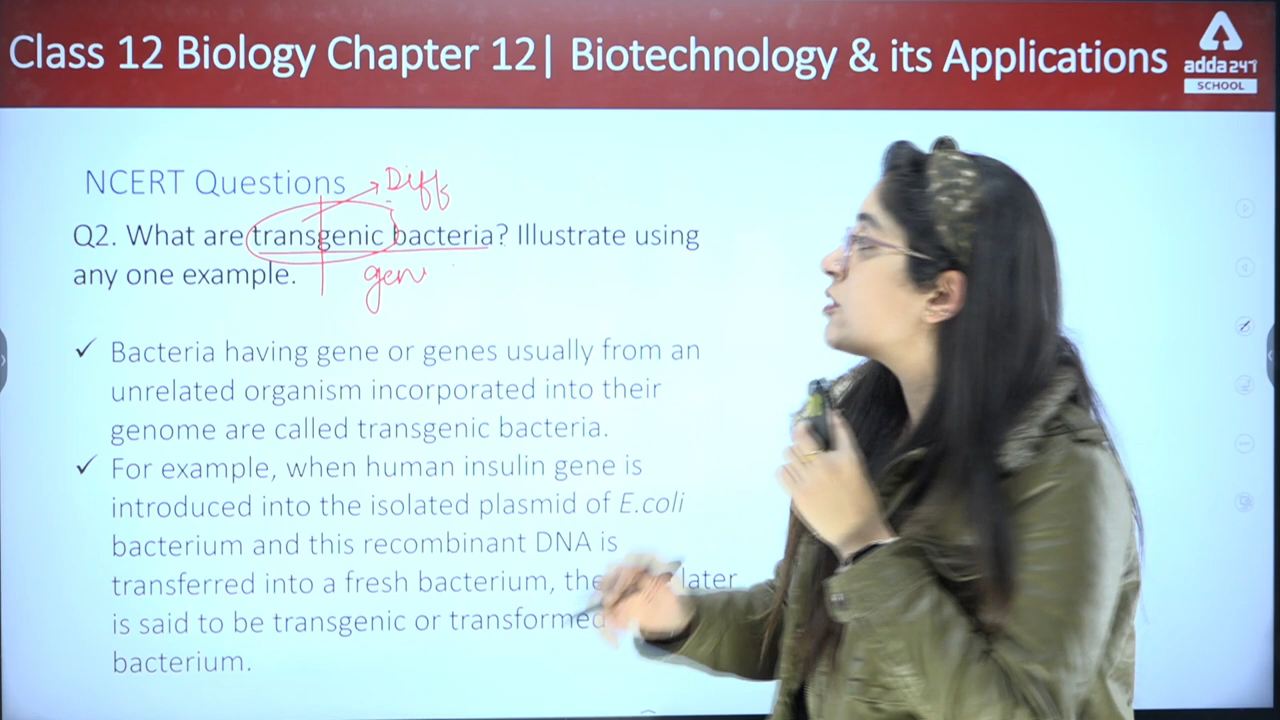 Class 12 Biology Chapter 12| Biotechnology & its Applications
adda247
SCHOOL
NCERT Questions
Diff
Q2. What are transgenic bacteria? Illustrate using
any one example.
gen
✓ Bacteria having gene or genes usually from an
unrelated organism incorporated into their
genome are called transgenic bacteria.
✓ For example, when human insulin gene is
introduced into the isolated plasmid of E.coli
bacterium and this recombinant DNA is
transferred into a fresh bacterium, later
is said to be transgenic or transformed
bacterium.